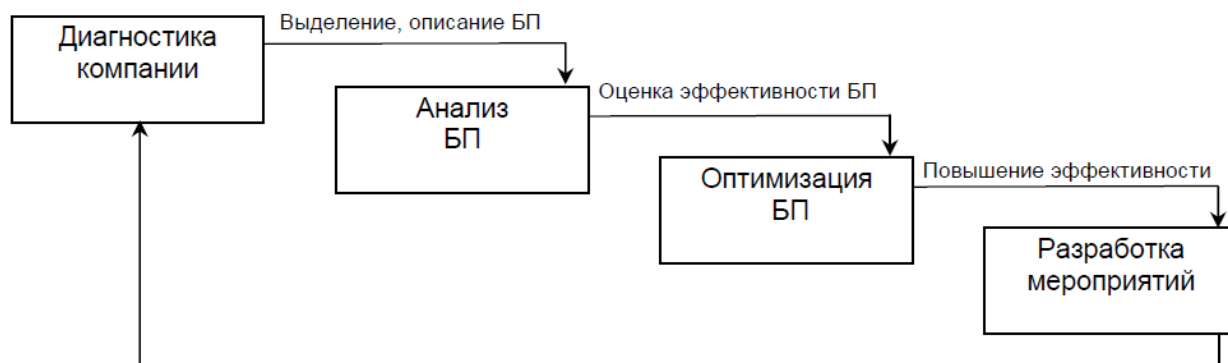 Диагностика
компании
Выделение, описание БП
Анализ
БП
Оценка эффективности БП
Оптимизация
БП
Повышение эффективности
Разработка
мероприятий